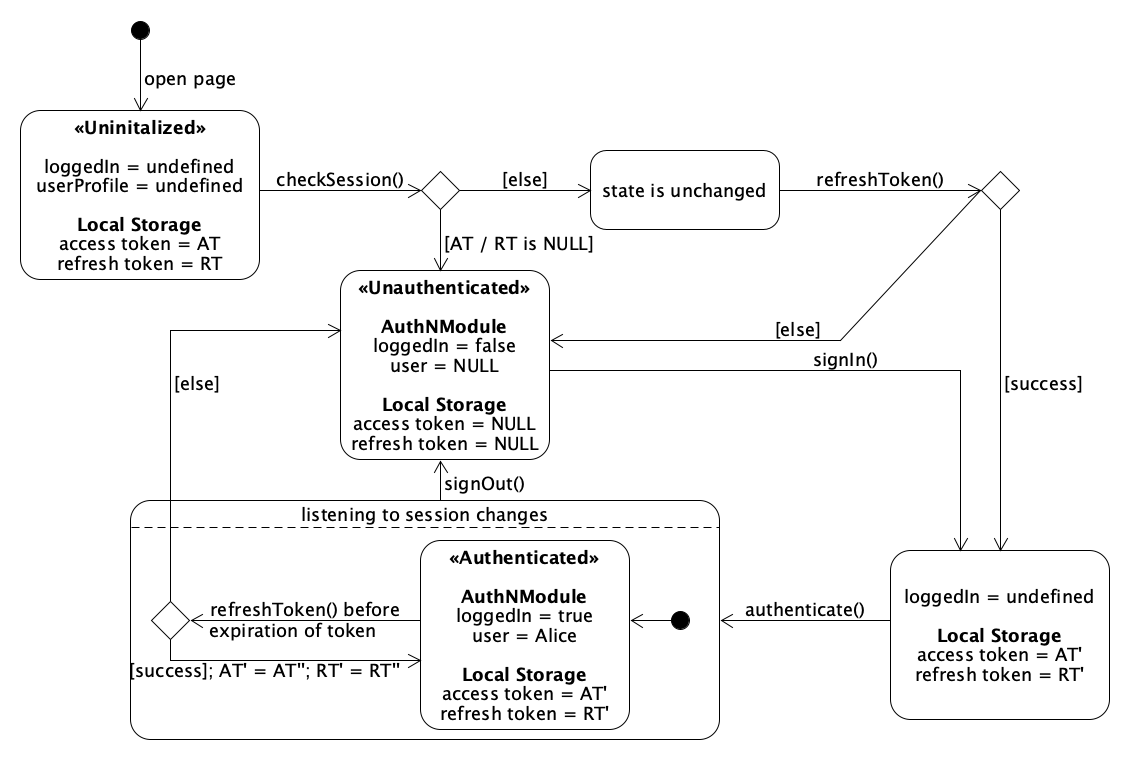 open page
«Uninitalized»
loggedIn = undefined
userProfile = undefined
Local Storage
access token = AT
refresh token = RT
checkSession()
[else]
state is unchanged
refreshToken()
[AT / RT is NULL]
«Unauthenticated»
AuthNModule
loggedIn = false
user = NULL
Local Storage
access token = NULL
refresh token = NULL
[else]
signIn()
[success]
[else]
signOut()
listening to session changes
«Authenticated»
AuthNModule
loggedIn = true
user = Alice
Local Storage
access token = AT'
refresh token = RT'
refreshToken() before
expiration of token
[success]; AT' = AT"; RT' = RT"
authenticate()
loggedIn = undefined
Local Storage
access token = AT'
refresh token = RT'